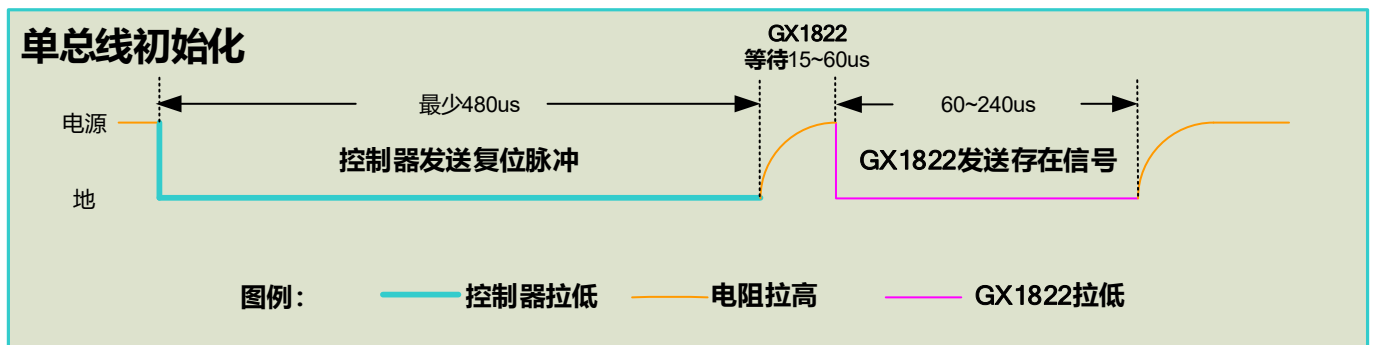 单总线初始化
GX1822
等待15~60us
最少480us
60~240us
电源
控制器发送复位脉冲
GX1822发送存在信号
地
图例：
控制器拉低
电阻拉高
GX1822拉低